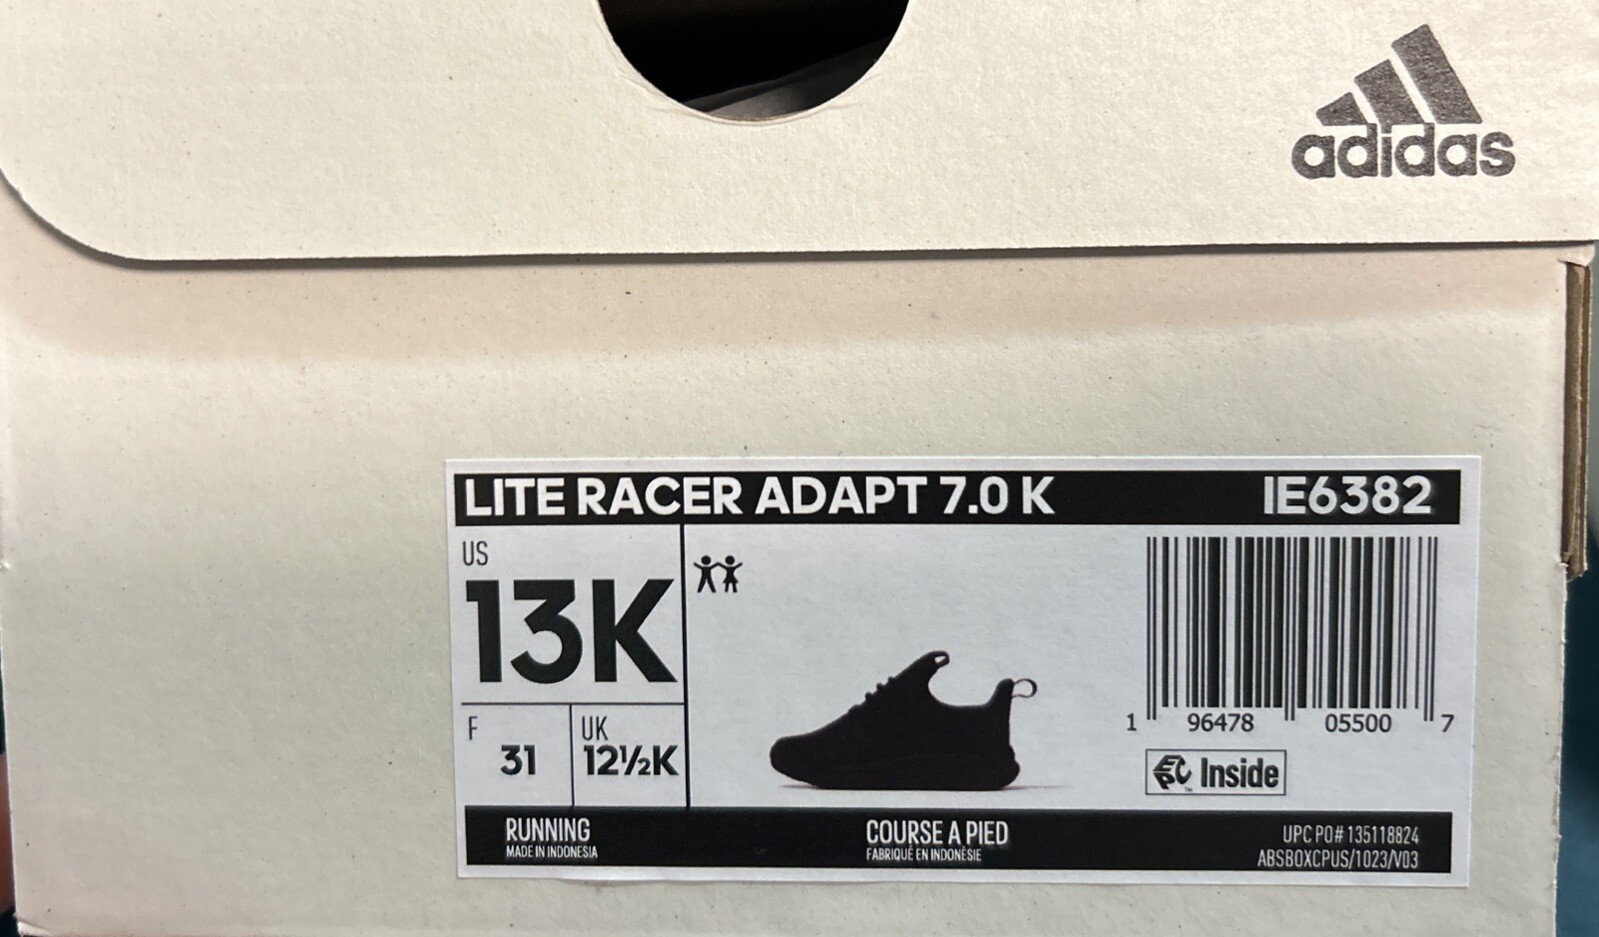 adidas
LITE RACER ADAPT 7.0 K IE6382
US
13K
F
31
UK
12½K
1 96478 05500 7
EPC Inside
RUNNING
MADE IN INDONESIA
COURSE A PIED
FABRIQUÉ EN INDONÉSIE
UPC PO# 135118824
ABSBOXCPUS/1023/V03